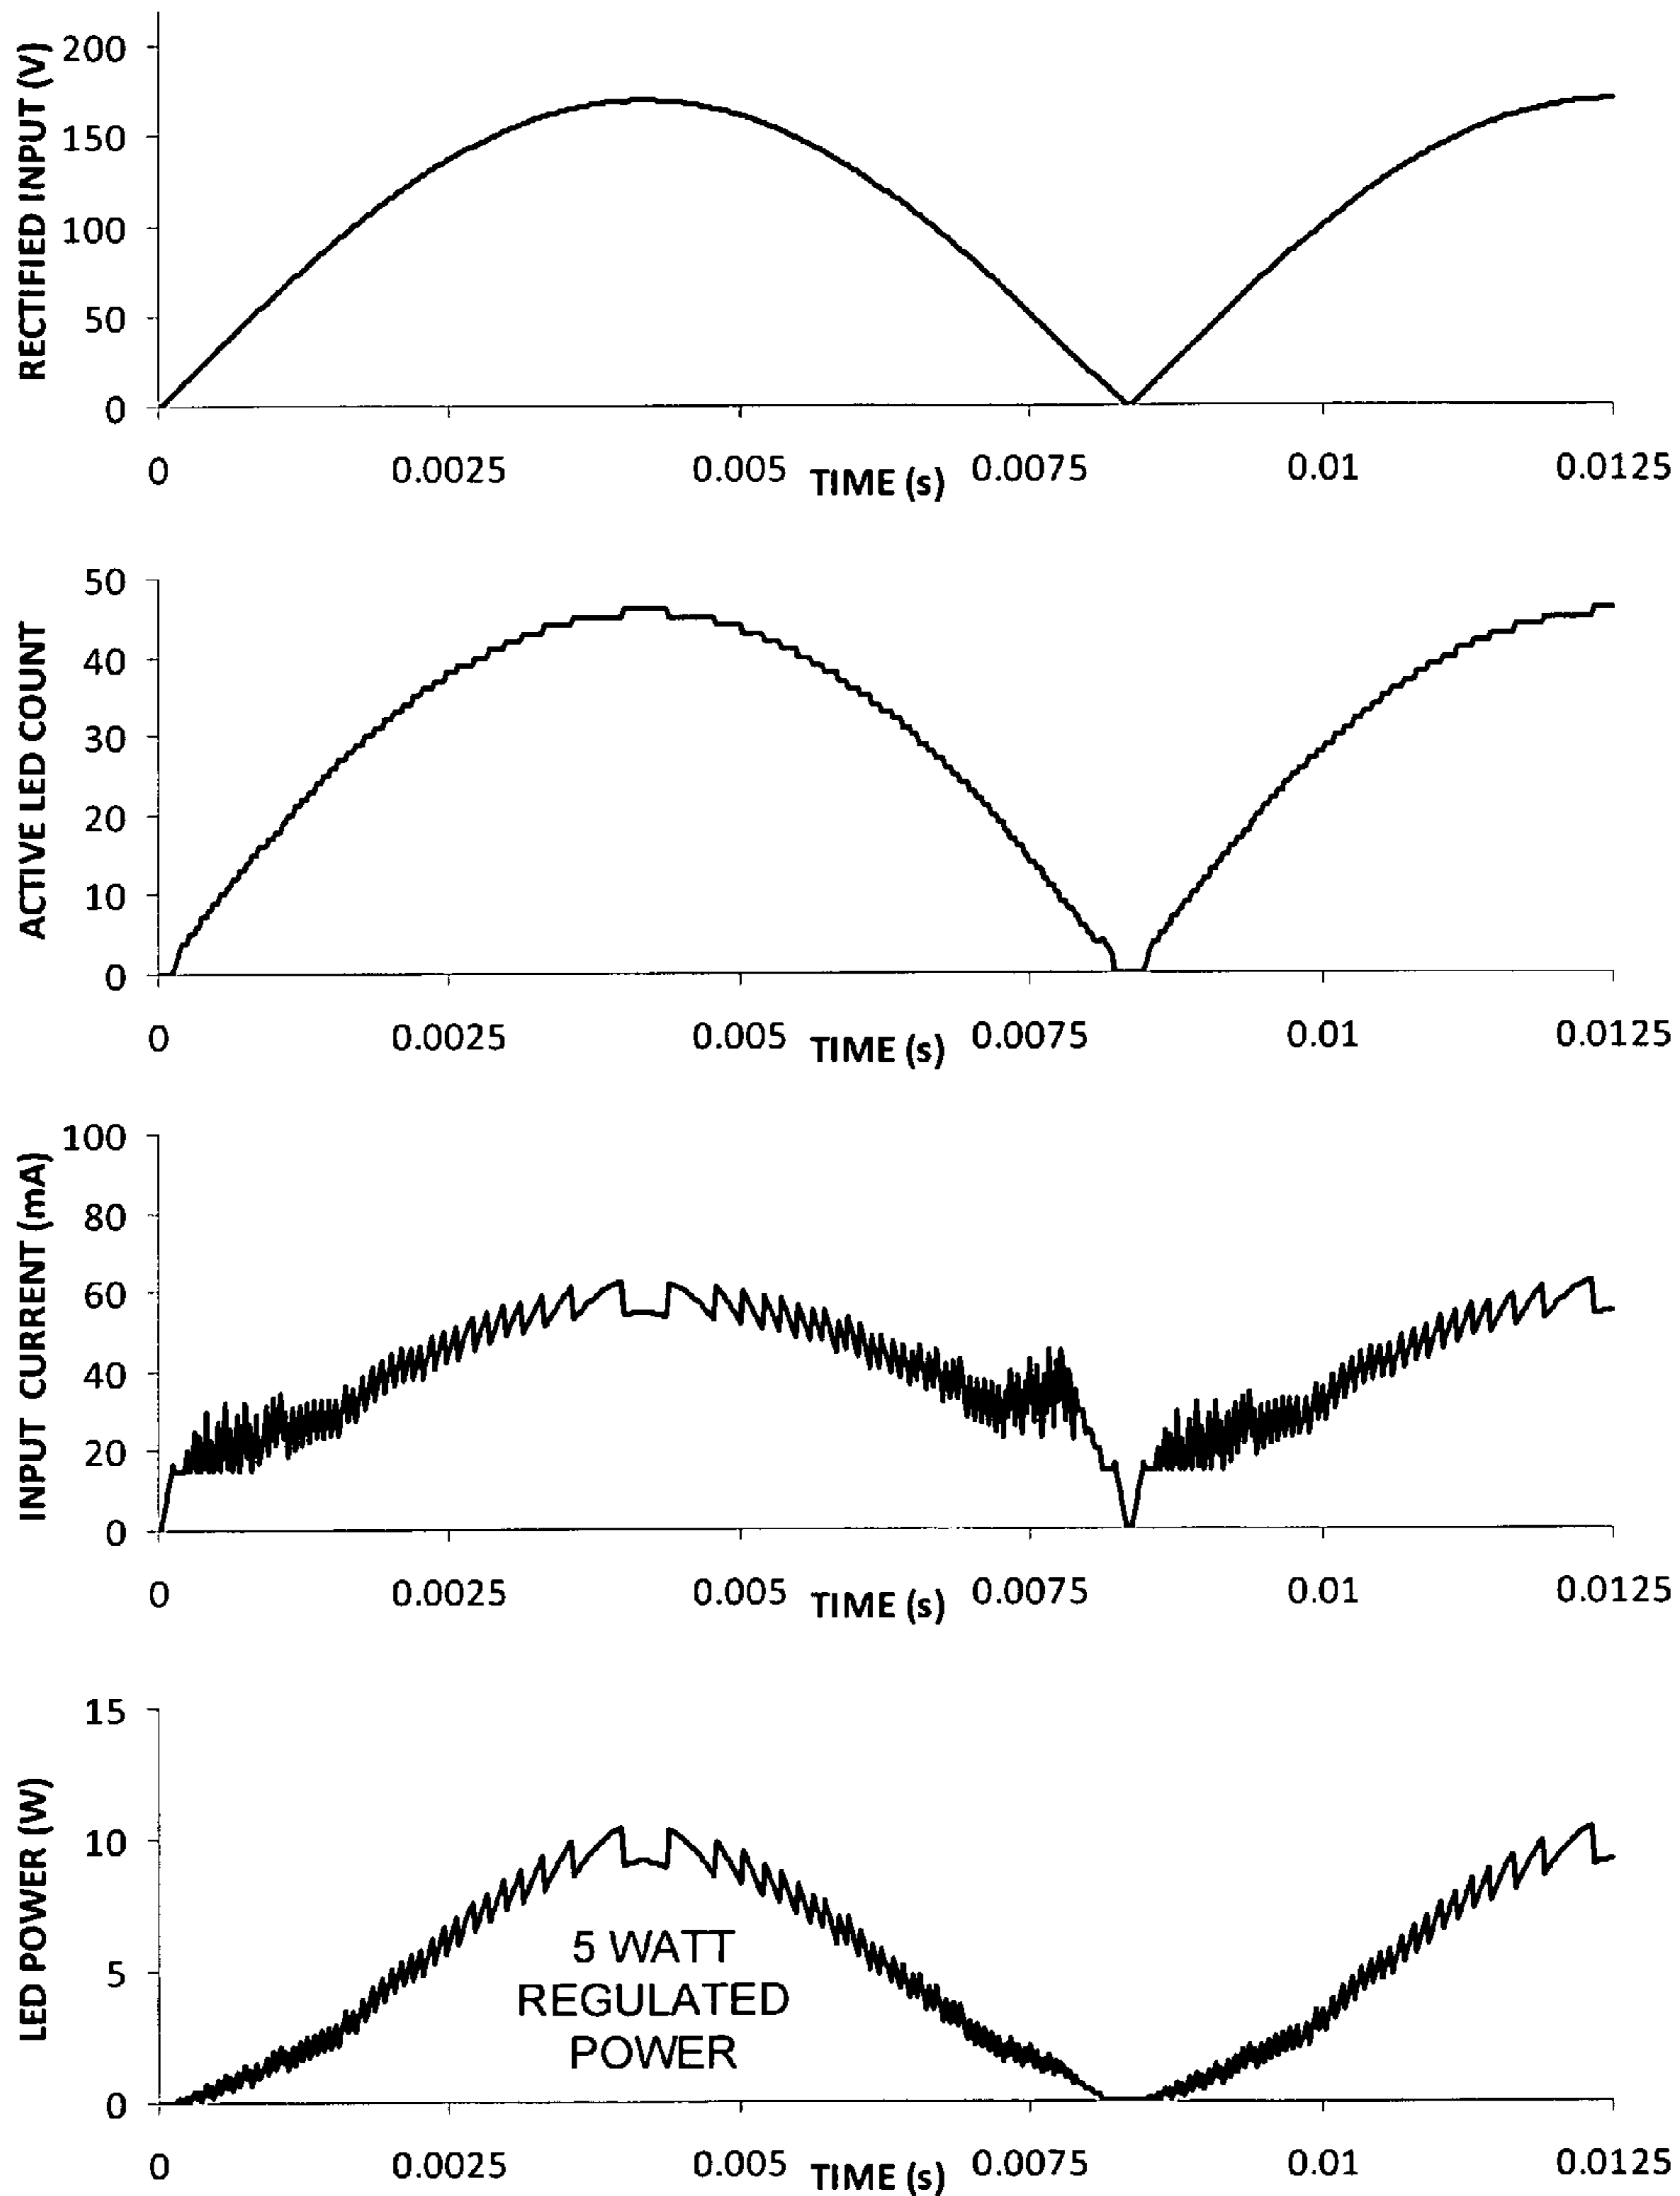 RECTIFIED INPUT (V)
200
150
100
50
0
0 0.0025 0.005 0.0075 0.01 0.0125
TIME (s)
ACTIVE LED COUNT
50
40
30
20
10
0
0 0.0025 0.005 0.0075 0.01 0.0125
TIME (s)
INPUT CURRRENT (mA)
100
80
60
40
20
0
0 0.0025 0.005 0.0075 0.01 0.0125
TIME (s)
LED POWER (W)
15
10
5
0
5 WATT
REGULATED
POWER
0 0.0025 0.005 0.0075 0.01 0.0125
TIME (s)